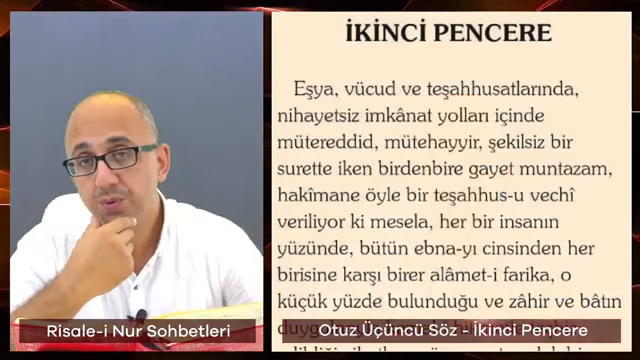 İKİNCİ PENCERE
Eşya, vücud ve teşahhusatlarında,
nihayetsiz imkânat yolları içinde
mütereddid, mütehayyir, şekilsiz bir
surette iken birdenbire gayet muntazam,
hakîmane öyle bir teşahhus-u vechî
veriliyor ki mesela, her bir insanın
yüzünde, bütün ebna-yı cinsinden her
birisine karşı birer alâmet-i farika, o
küçük yüzde bulunduğu ve zâhir ve bâtın
Risale-i Nur Sohbetleri
Otuz Üçüncü Söz - İkinci Pencere